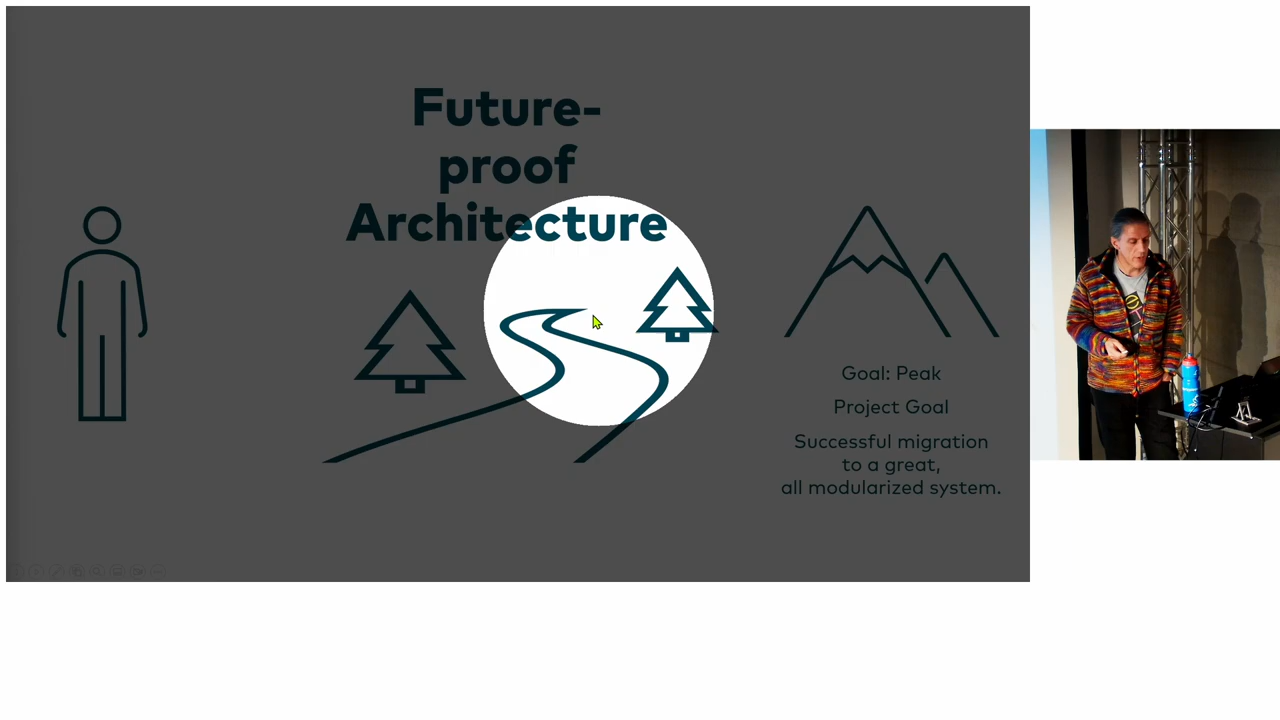 Future-
proof
Architecture
Goal: Peak
Project Goal
Successful migration
to a great,
all modularized system.